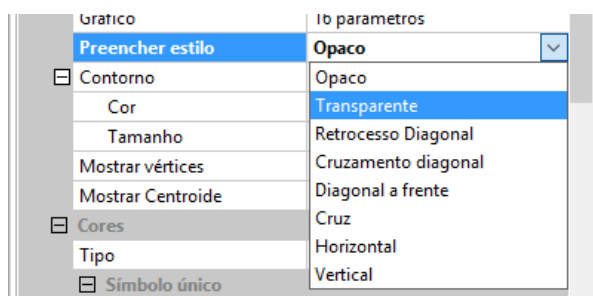 Gráfico 16 parâmetros
Preencher estilo Opaco
Contorno Opaco
Cor Transparente
Tamanho Retrocesso Diagonal
Mostrar vértices Cruzamento diagonal
Mostrar Centroide Diagonal a frente
Cores Cruz
Tipo Horizontal
Símbolo único Vertical